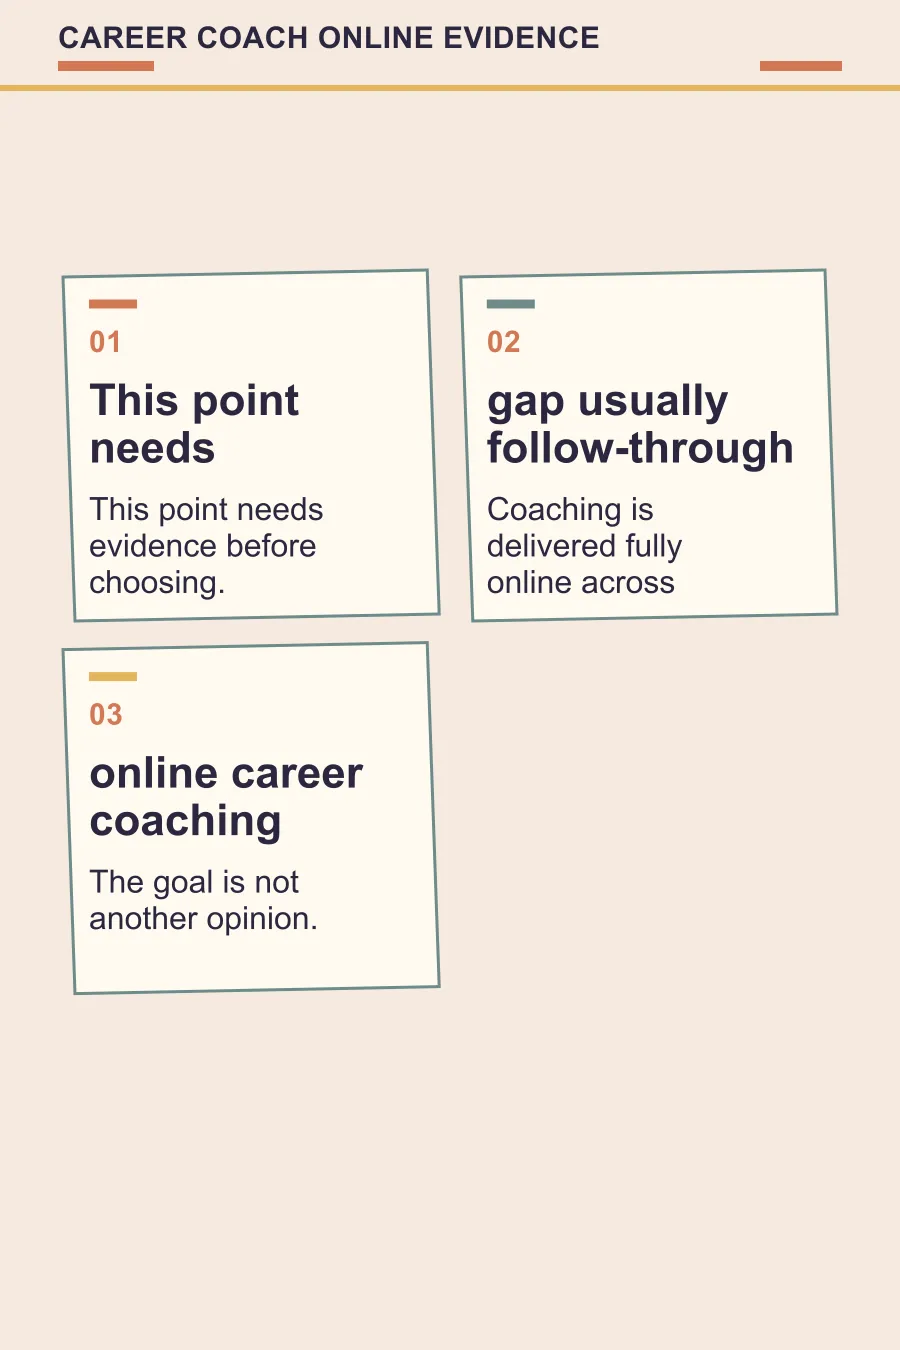 CAREER COACH ONLINE EVIDENCE
01
This point
needs
This point needs
evidence before
choosing.
02
gap usually
follow-through
Coaching is
delivered fully
online across
03
online career
coaching
The goal is not
another opinion.